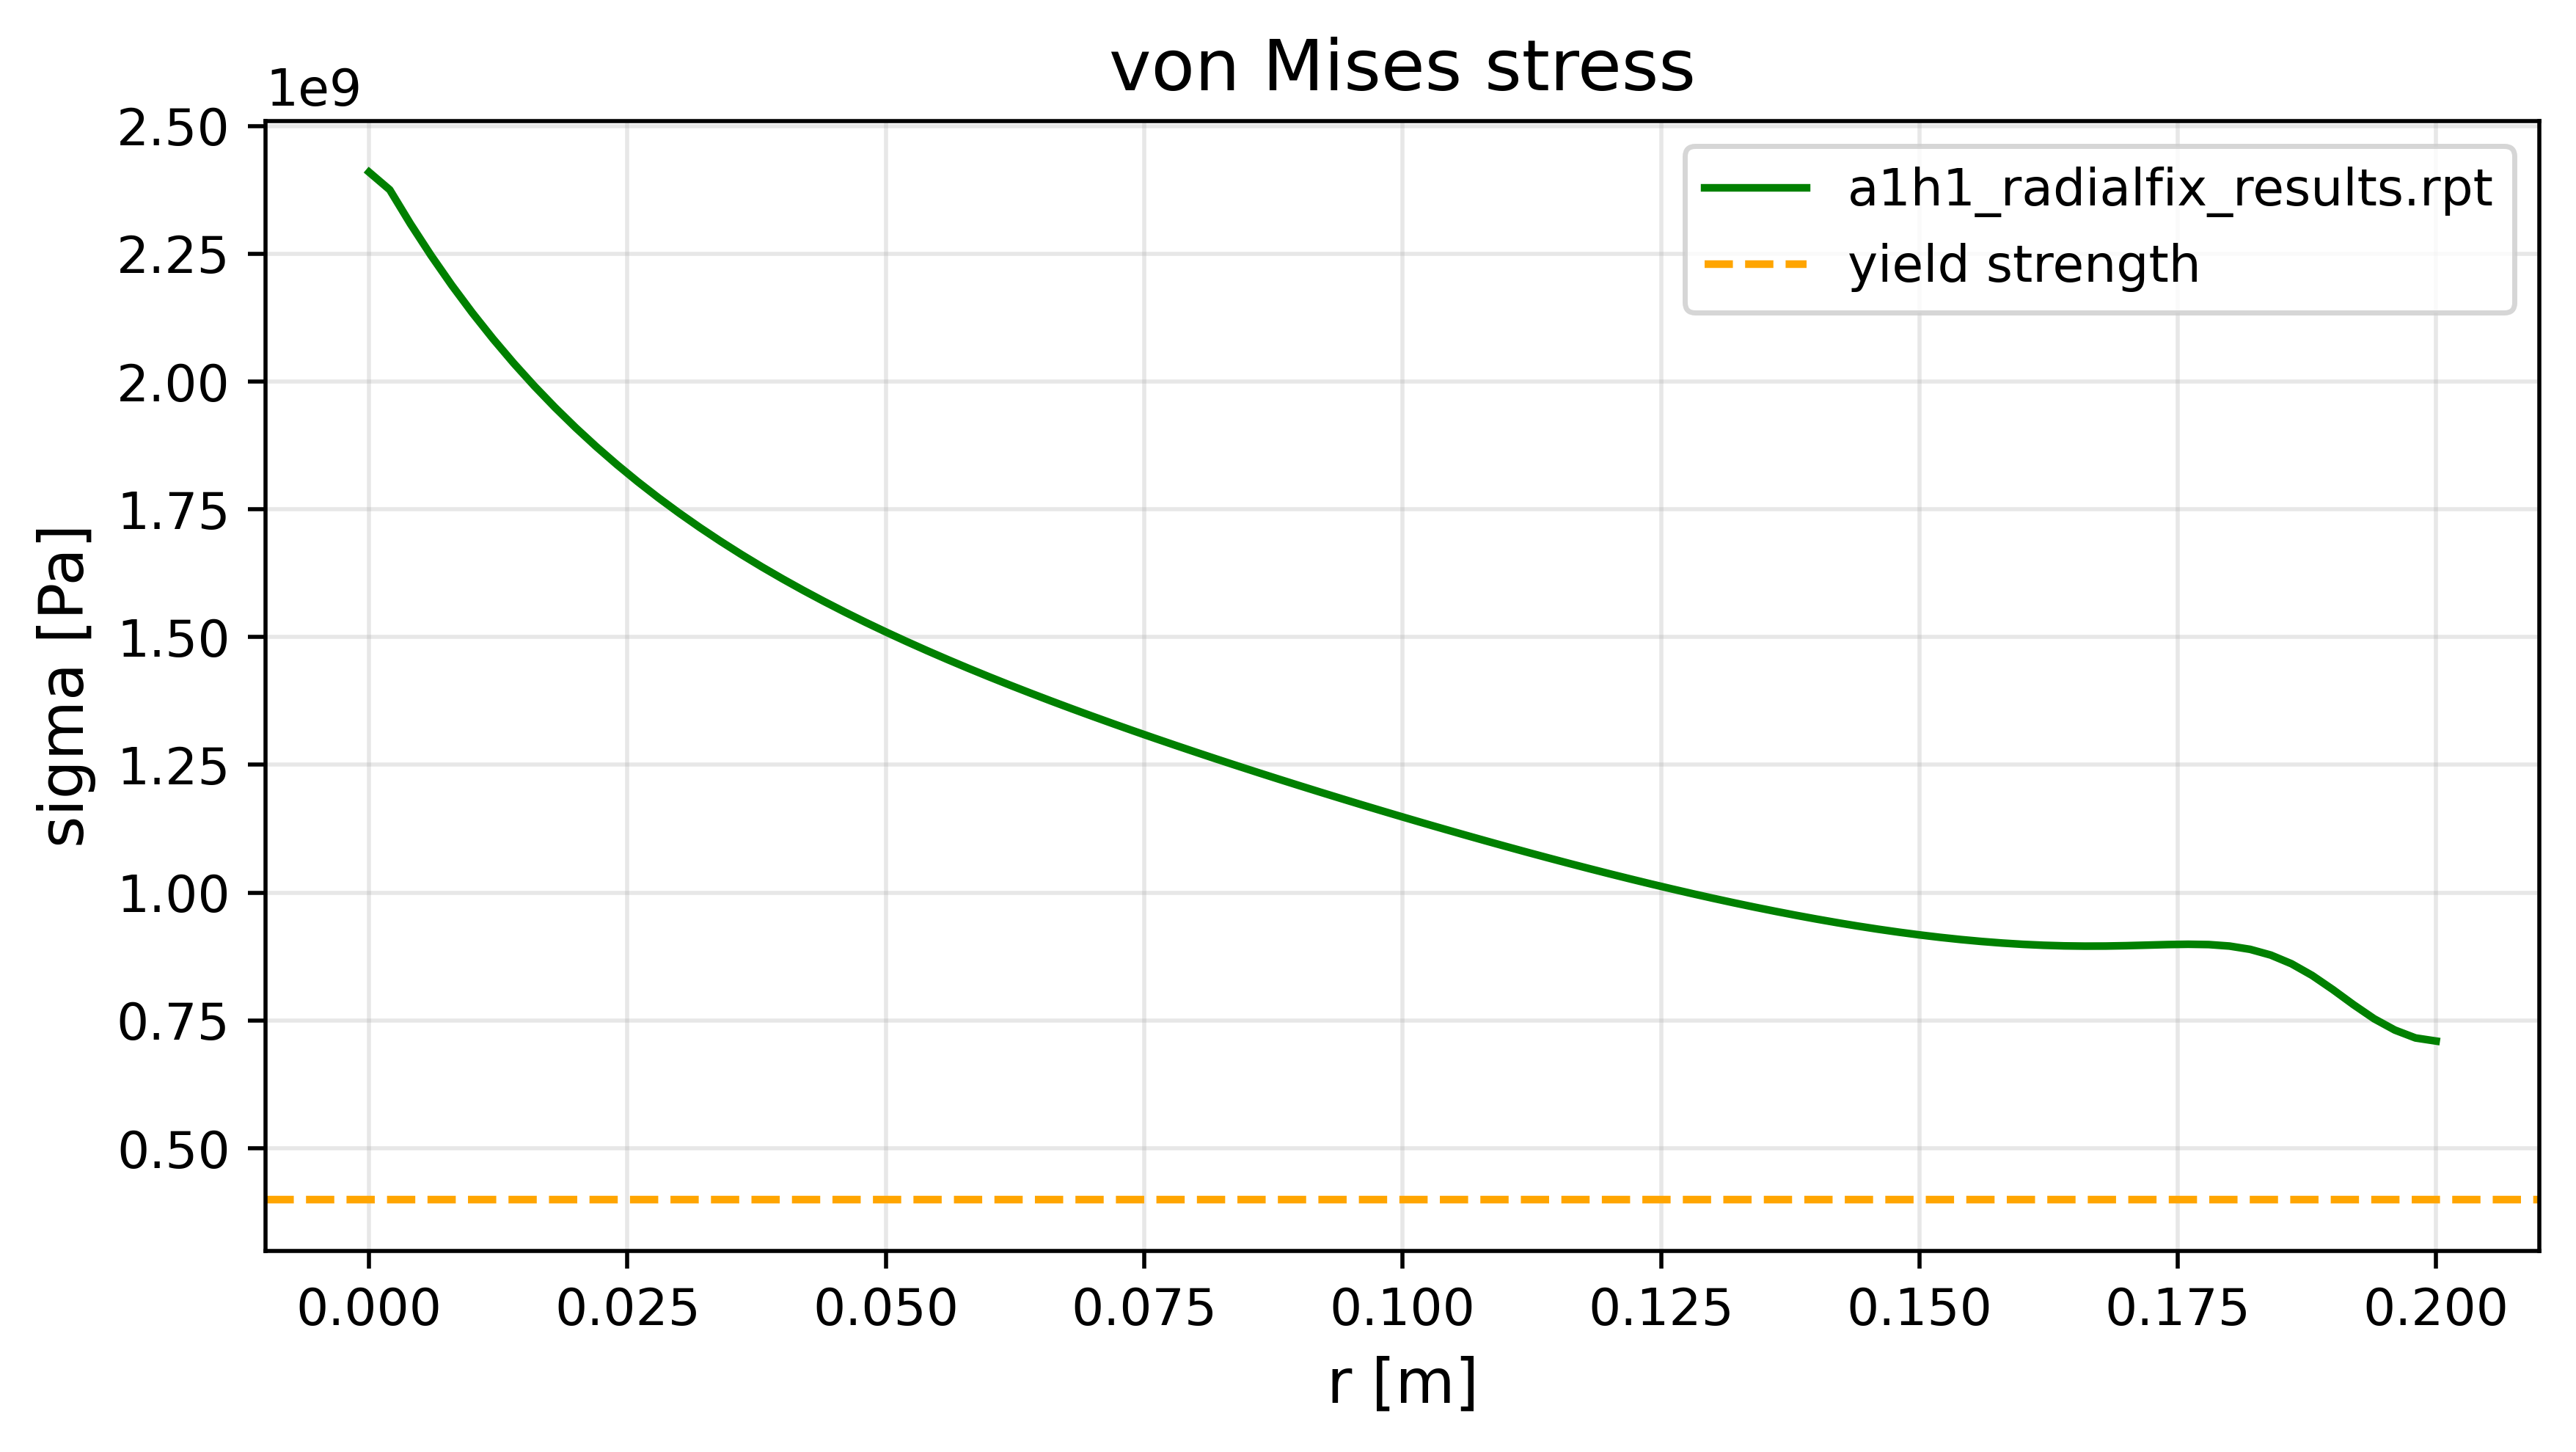 von Mises stress
1e9
2.50
2.25
2.00
1.75
1.50
1.25
1.00
0.75
0.50
sigma [Pa]
a1h1_radialfix_results.rpt
yield strength
0.000 0.025 0.050 0.075 0.100 0.125 0.150 0.175 0.200
r [m]